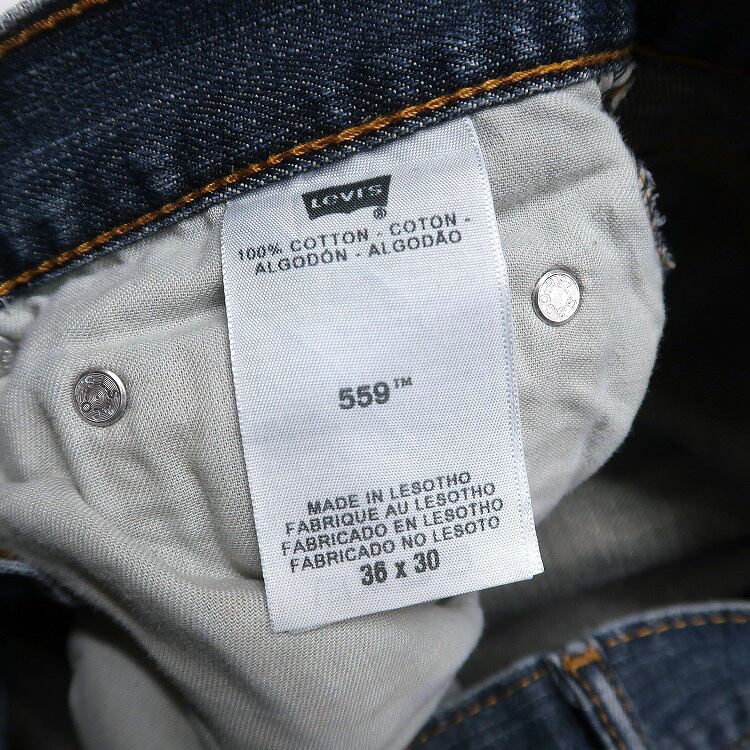 LEVI'S
®
100% COTTON - COTON -
ALGODÓN - ALGODÃO
559™
MADE IN LESOTHO
FABRIQUE AU LESOTHO
FABRICADO EN LESOTHO
FABRICADO NO LESOTO
36 x 30